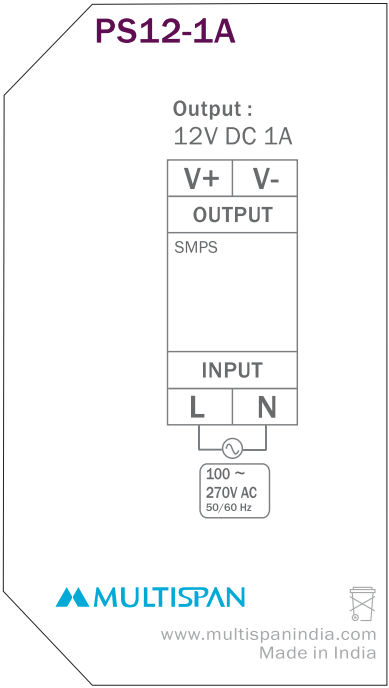 PS12-1A
Output :
12V DC 1A
V+ V-
OUTPUT
SMPS
INPUT
L N
100 ~
270V AC
50/60 Hz
MULTISPAN
www.multispanindia.com
Made in India